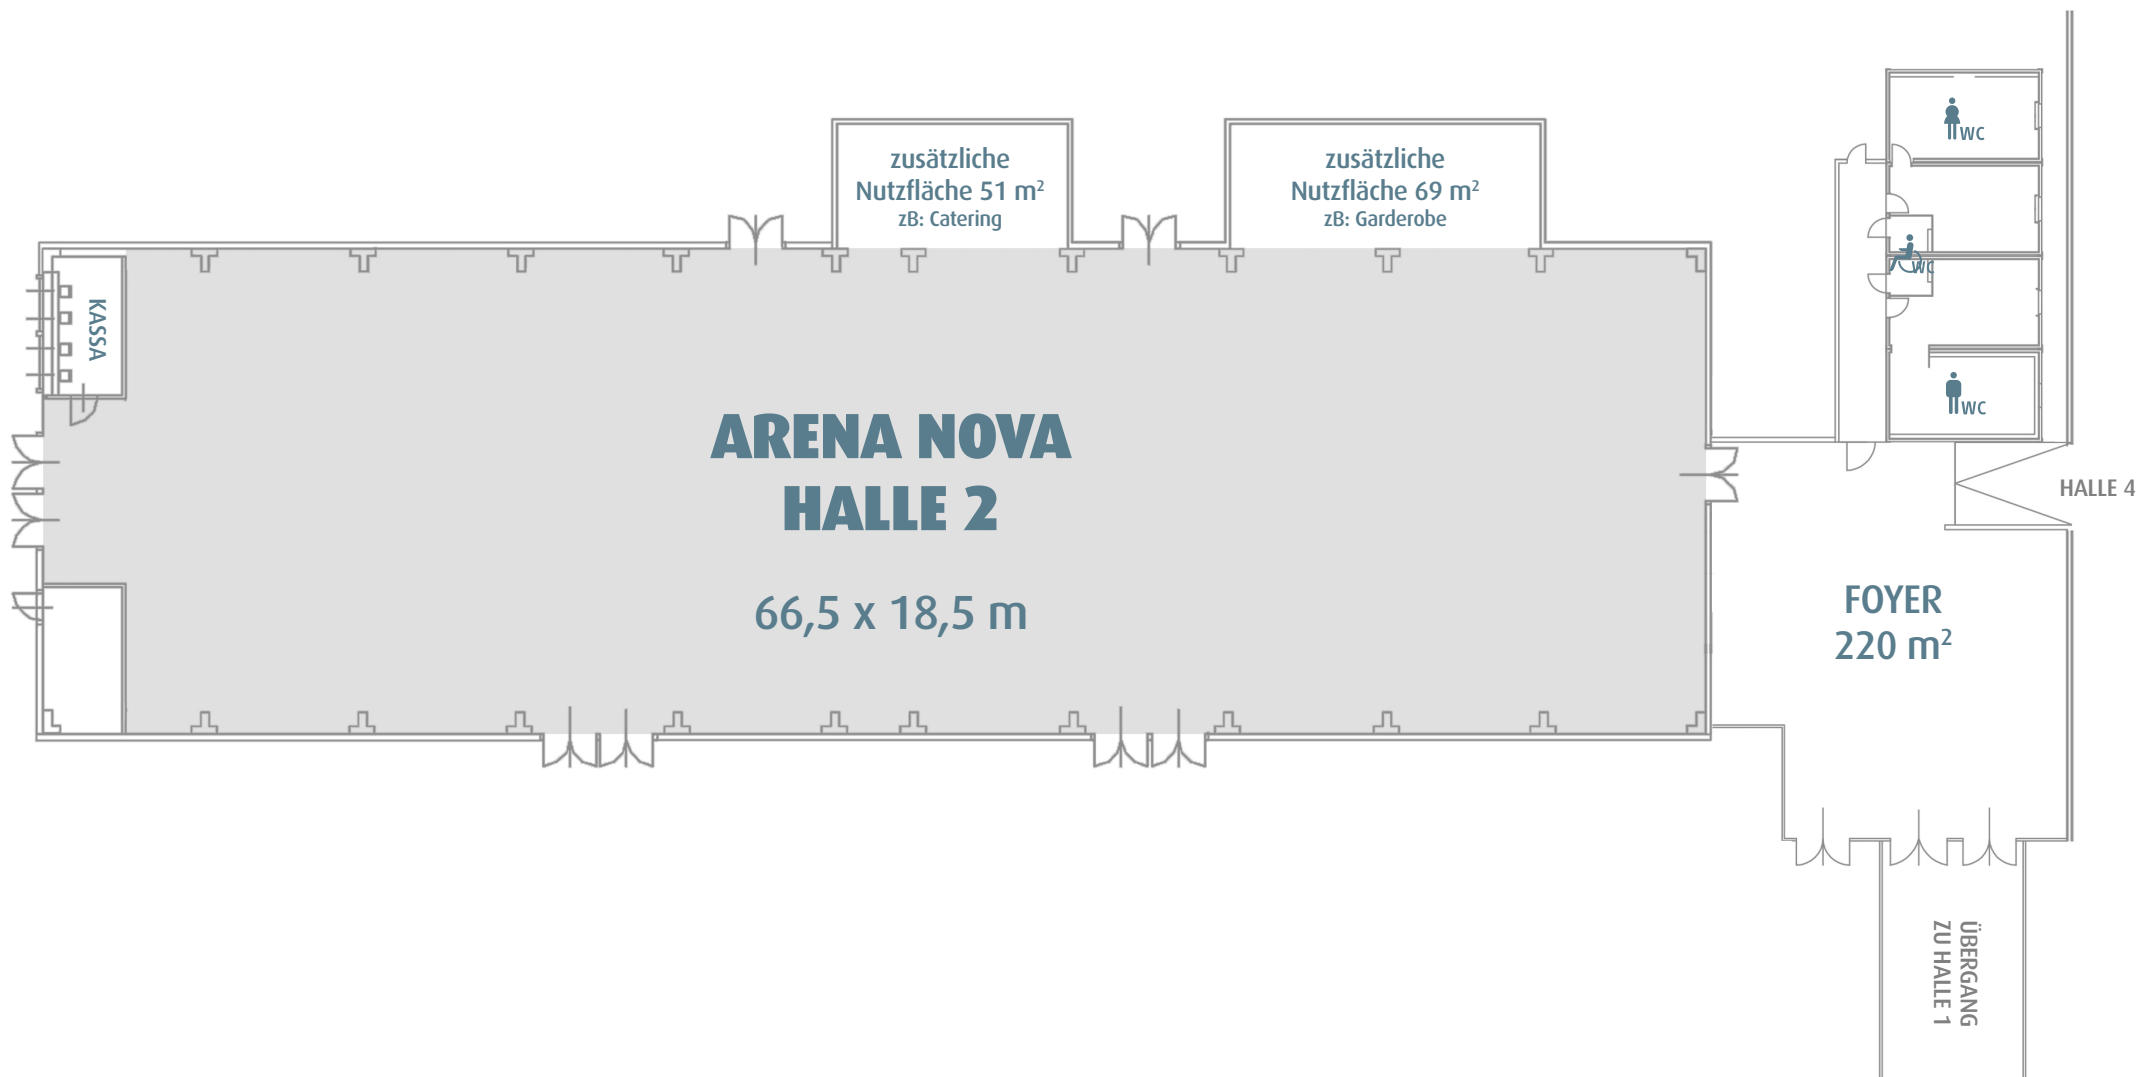 zusätzliche
Nutzfläche 51 m²
zB: Catering
zusätzliche
Nutzfläche 69 m²
zB: Garderobe
WC
WC
WC
KASSA
ARENA NOVA
HALLE 2
66,5 x 18,5 m
HALLE 4
FOYER
220 m²
ÜBERGANG
ZU HALLE 1